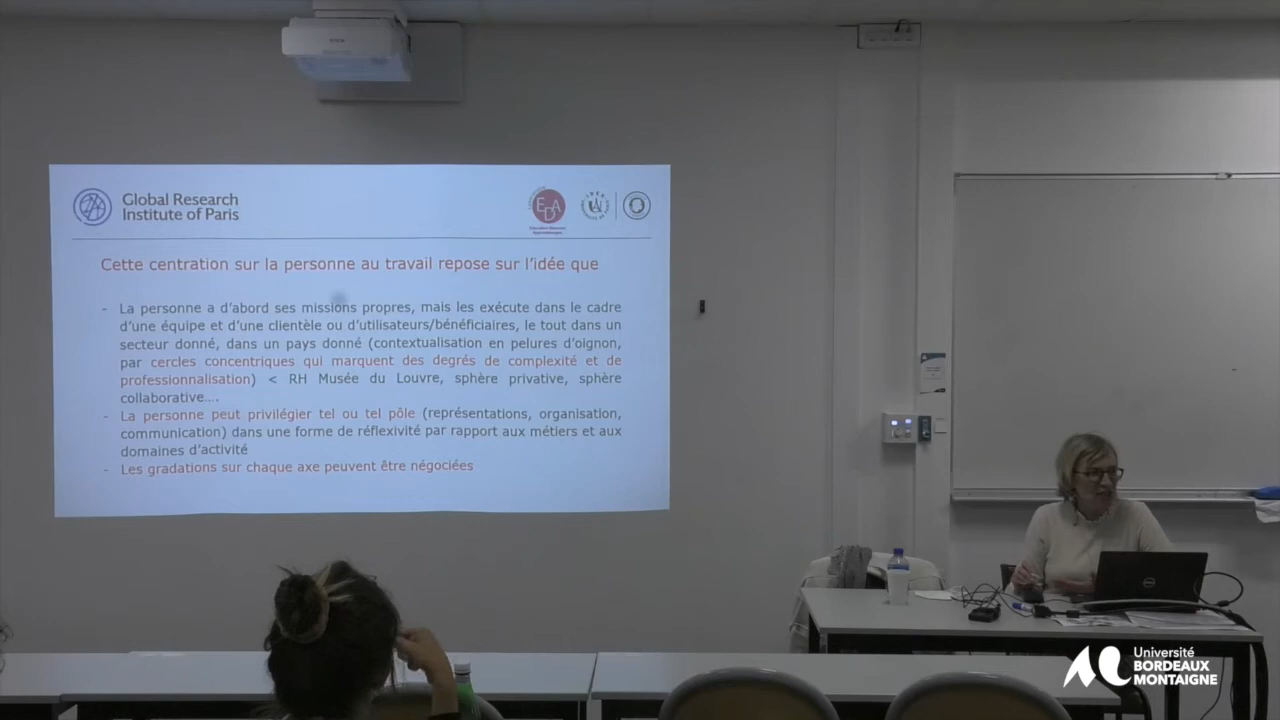 EPSON
Global Research
Institute of Paris
EDA
Cette centration sur la personne au travail repose sur l'idée que
- La personne a d'abord ses missions propres, mais les exécute dans le cadre
d'une équipe et d'une clientèle ou d'utilisateurs/bénéficiaires, le tout dans un
secteur donné, dans un pays donné (contextualisation en pelures d'oignon,
par cercles concentriques qui marquent des degrés de complexité et de
professionnalisation) < RH Musée du Louvre, sphère privative, sphère
collaborative….
- La personne peut privilégier tel ou tel pôle (représentations, organisation,
communication) dans une forme de réflexivité par rapport aux métiers et aux
domaines d'activité
- Les gradations sur chaque axe peuvent être négociées
DELL
Université
BORDEAUX
MONTAIGNE